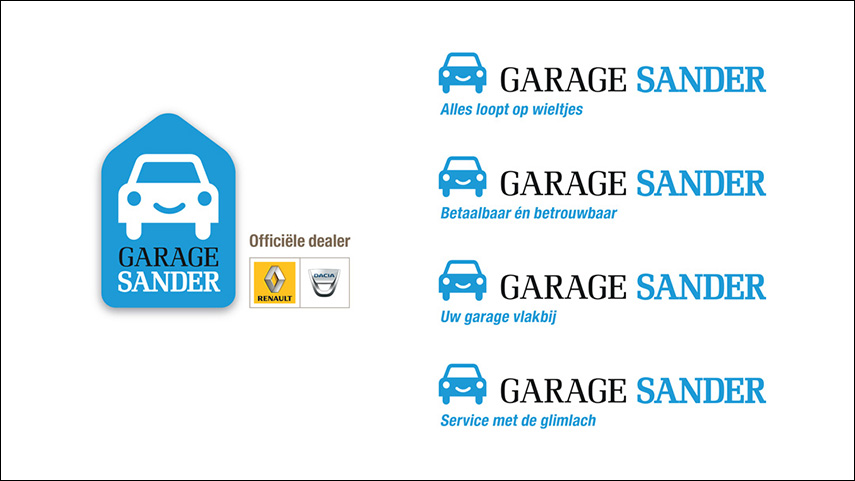 GARAGE
SANDER
Officiële dealer
RENAULT
DACIA
GARAGE SANDER
Alles loopt op wieltjes
GARAGE SANDER
Betaalbaar én betrouwbaar
GARAGE SANDER
Uw garage vlakbij
GARAGE SANDER
Service met de glimlach